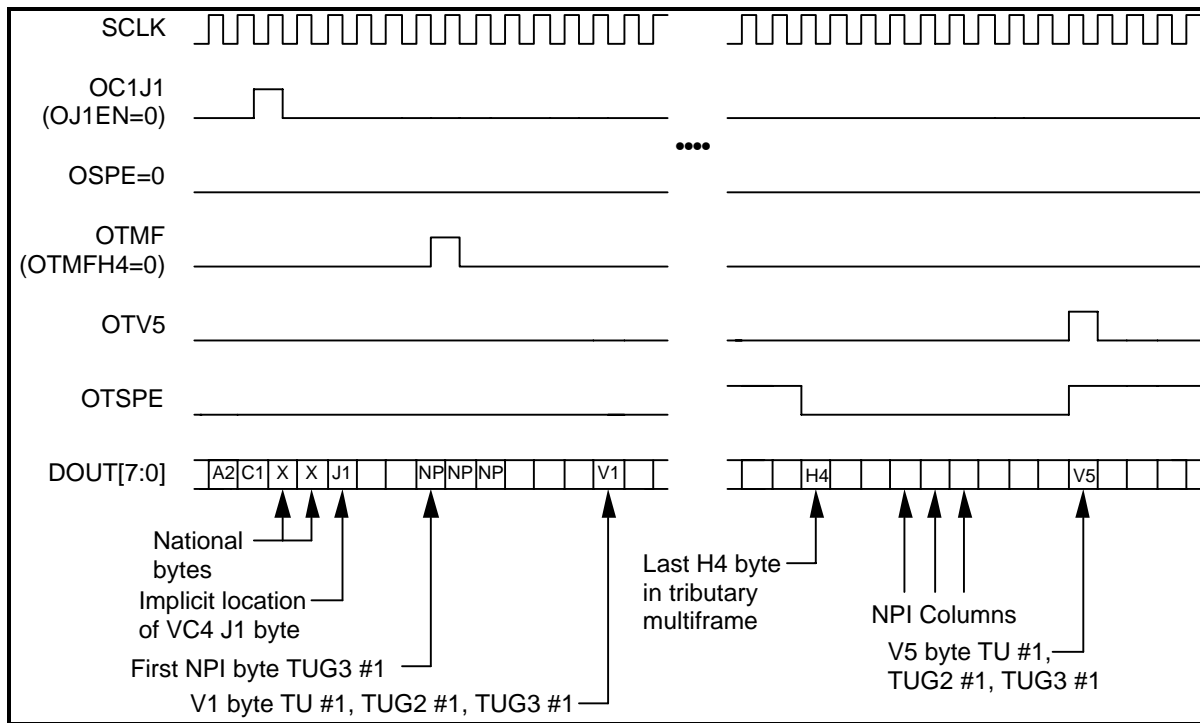 SCLK
OC1J1
(OJ1EN=0)
OSPE=0
OTMF
(OTMFH4=0)
OTV5
OTSPE
DOUT[7:0]
A2 C1 X X J1 NP NP NP V1 H4 V5
National
bytes
Implicit location
of VC4 J1 byte
First NPI byte TUG3 #1
V1 byte TU #1, TUG2 #1, TUG3 #1
Last H4 byte
in tributary
multiframe
NPI Columns
V5 byte TU #1,
TUG2 #1, TUG3 #1